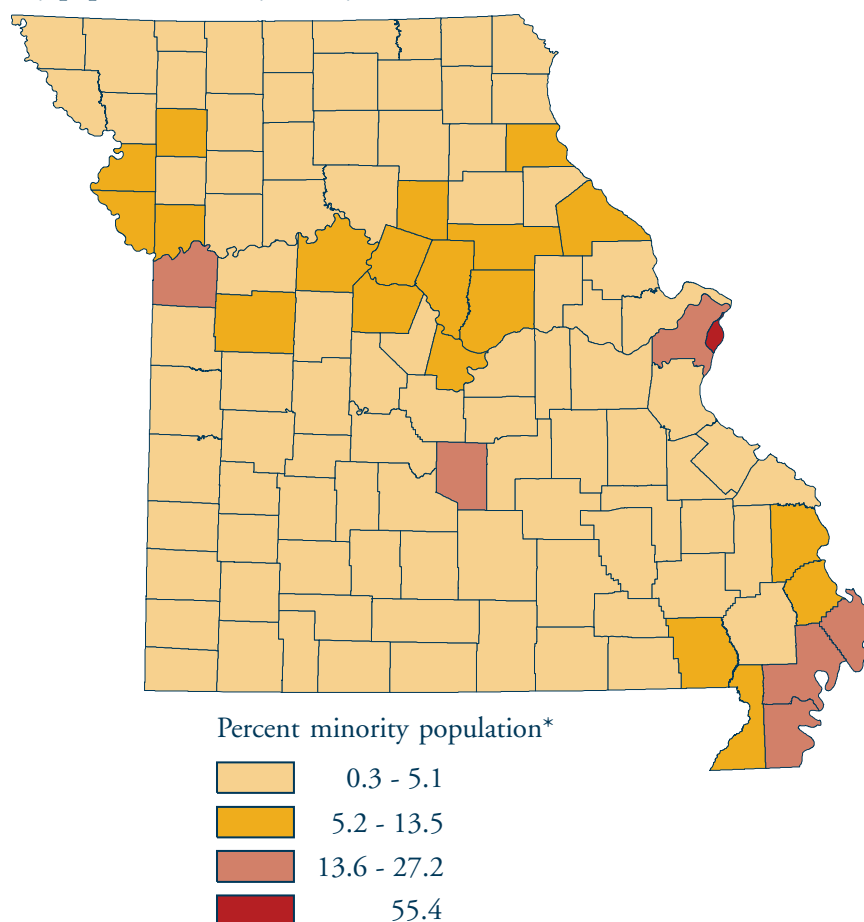 Percent minority population*
0.3 - 5.1
5.2 - 13.5
13.6 - 27.2
55.4